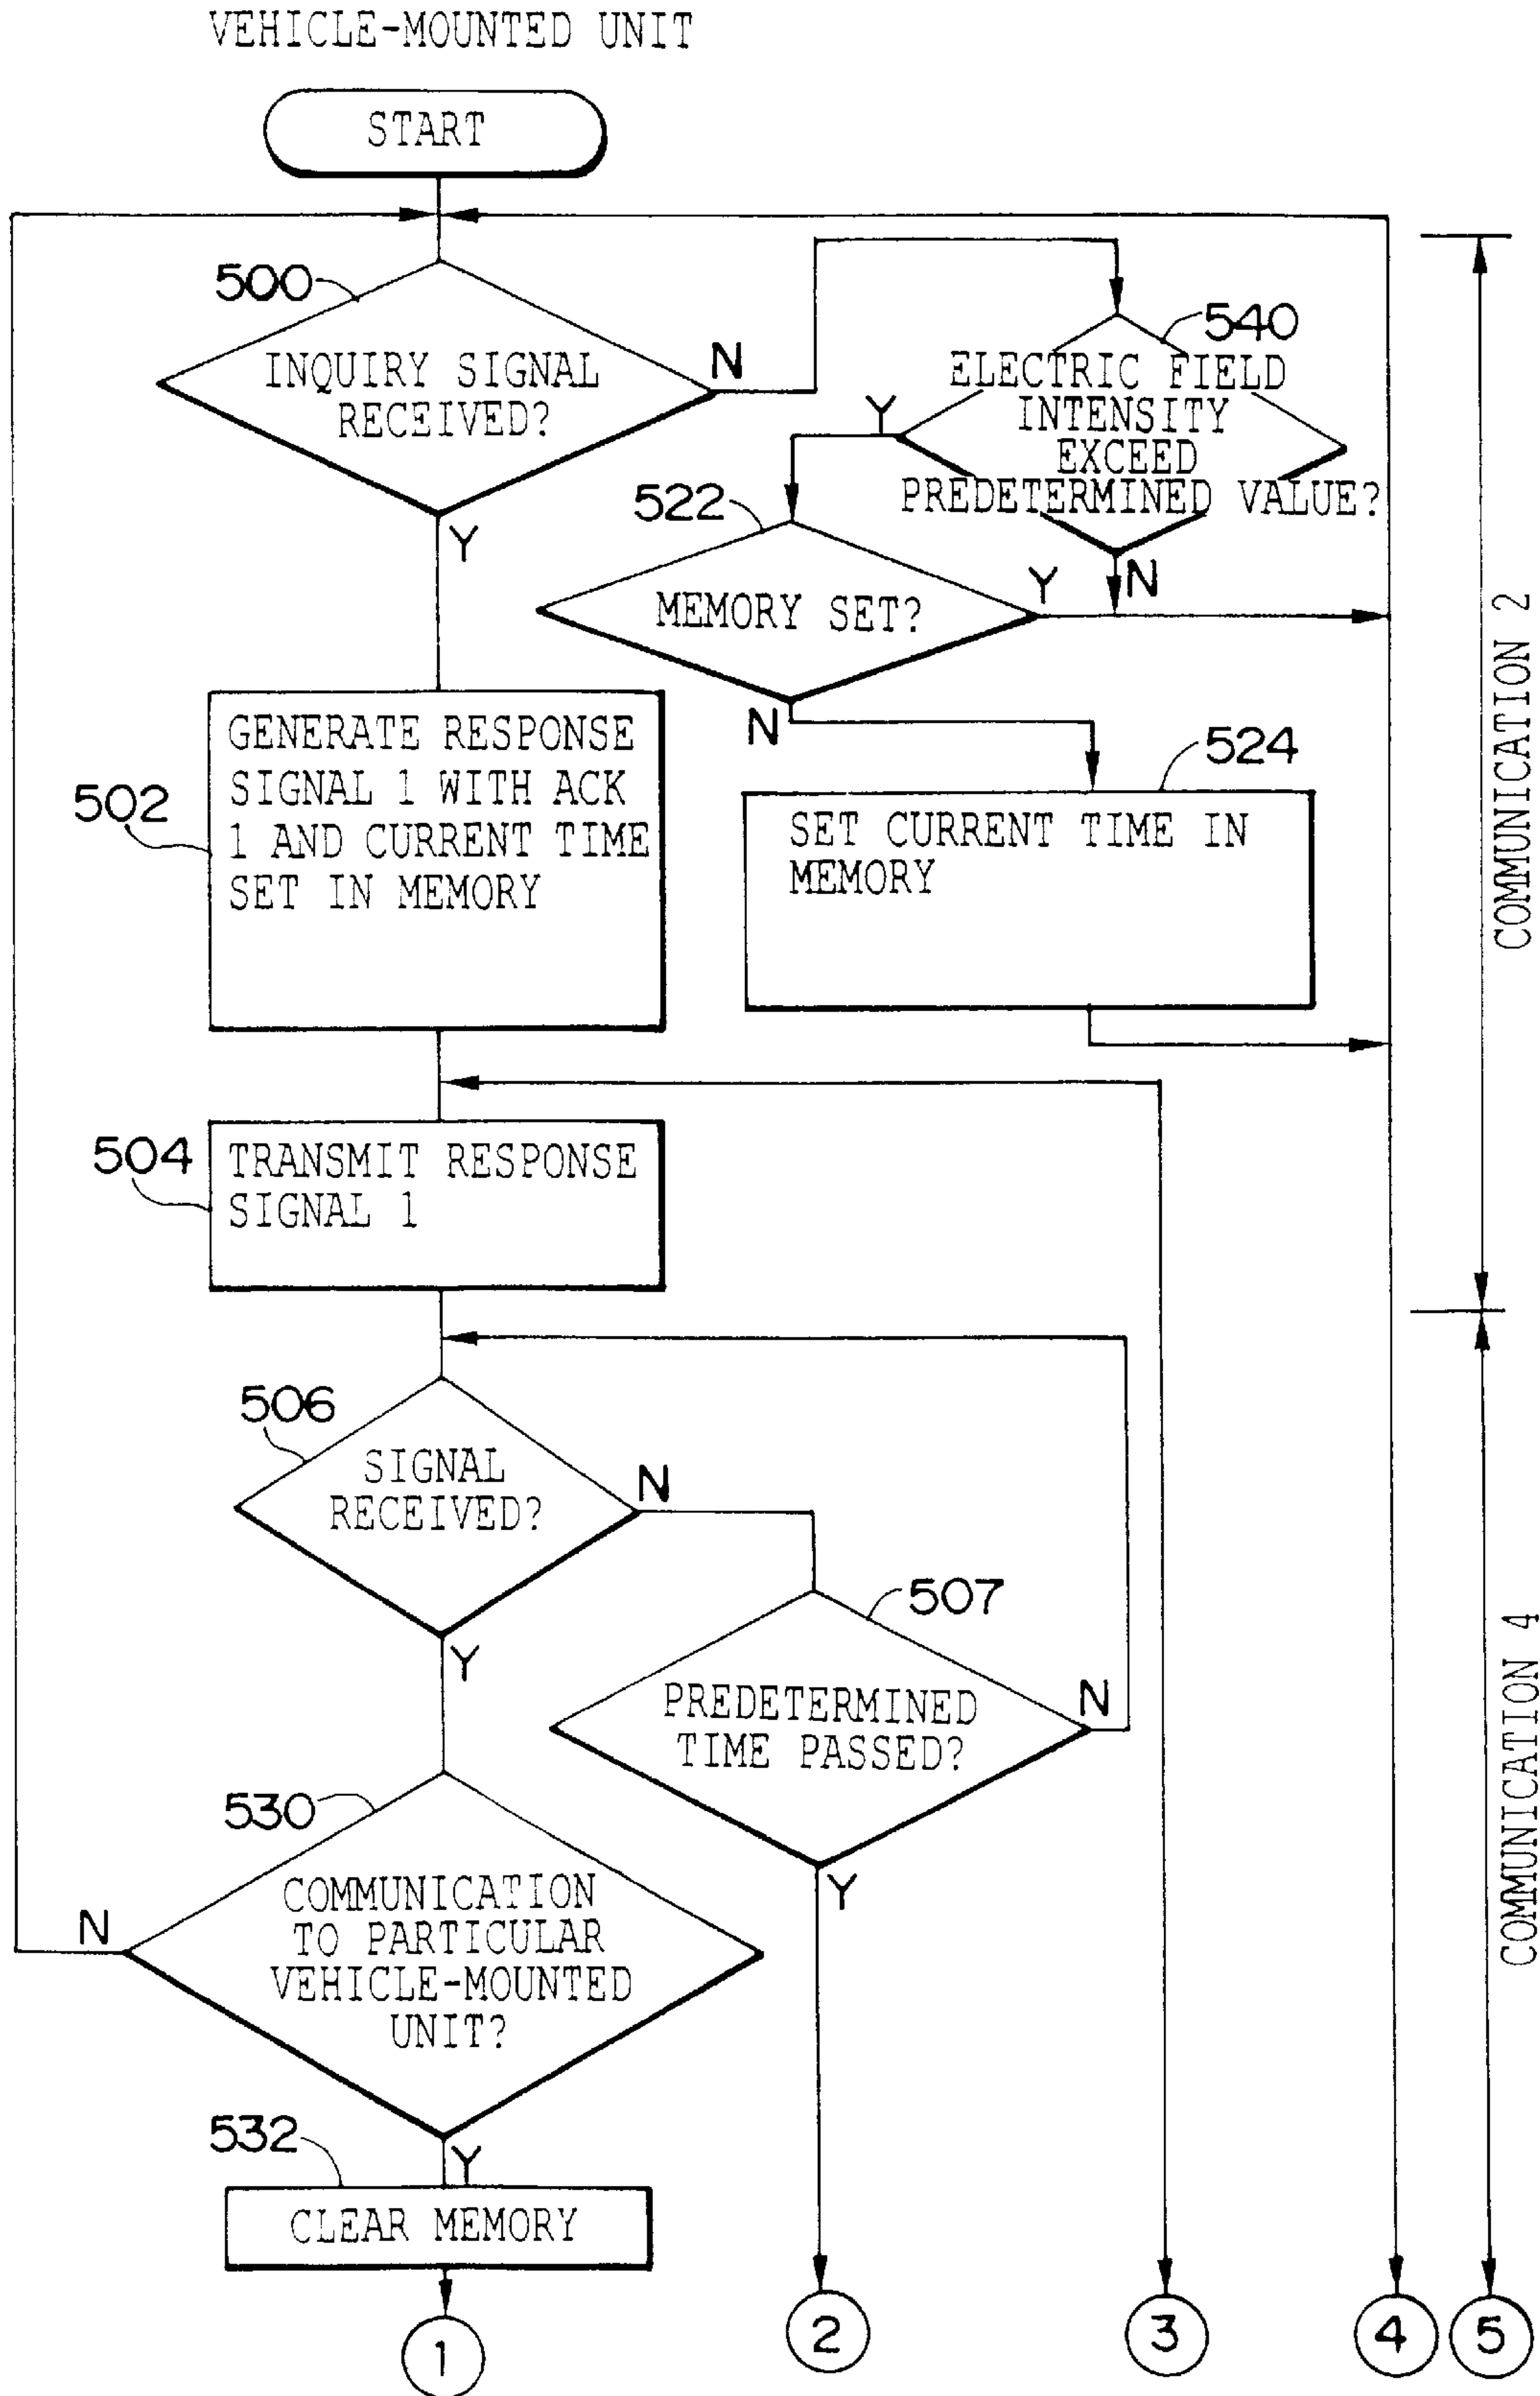 VEHICLE-MOUNTED UNIT
START
500
INQUIRY SIGNAL
RECEIVED?
N
Y
540
ELECTRIC FIELD
INTENSITY
EXCEED
PREDETERMINED VALUE?
Y
N
522
MEMORY SET?
Y
N
502
GENERATE RESPONSE
SIGNAL 1 WITH ACK
1 AND CURRENT TIME
SET IN MEMORY
524
SET CURRENT TIME IN
MEMORY
COMMUNICATION 2
504
TRANSMIT RESPONSE
SIGNAL 1
506
SIGNAL
RECEIVED?
N
Y
507
PREDETERMINED
TIME PASSED?
N
Y
COMMUNICATION 4
530
COMMUNICATION
TO PARTICULAR
VEHICLE-MOUNTED
UNIT?
N
Y
532
CLEAR MEMORY
1
2
3
4
5